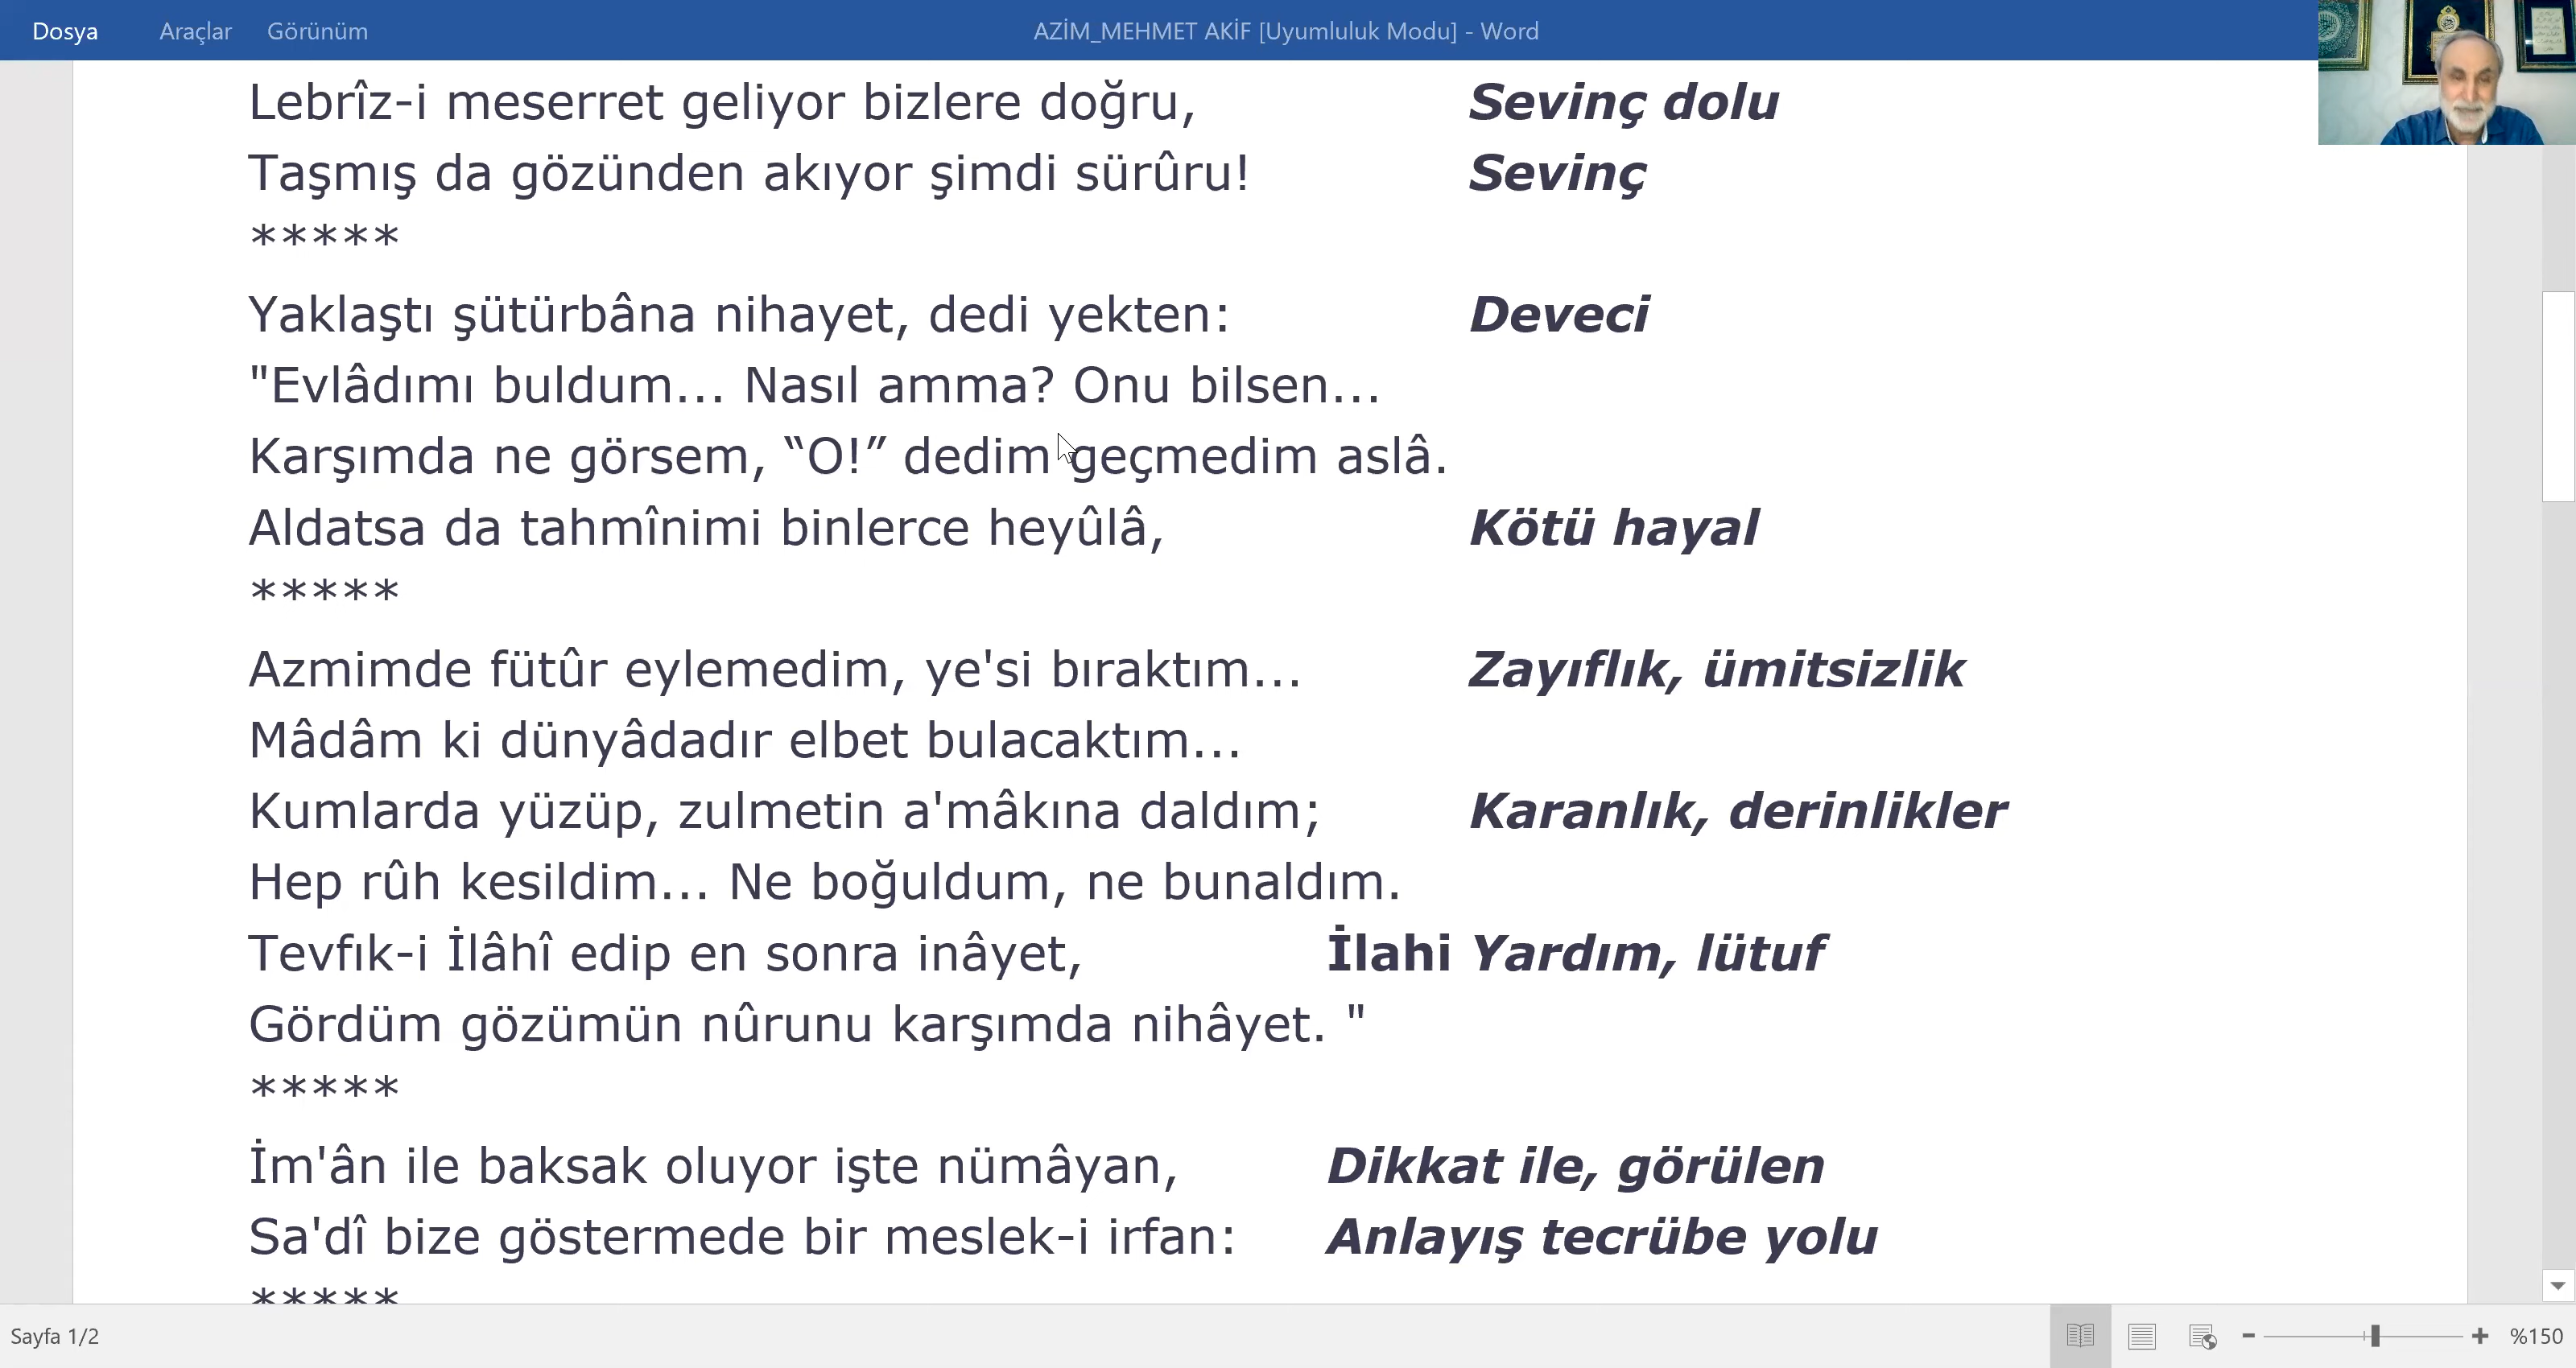 Dosya Araçlar Görünüm AZİM_MEHMET AKİF [Uyumluluk Modu] - Word
Lebrîz-i meserret geliyor bizlere doğru, Sevinç dolu
Taşmış da gözünden akıyor şimdi sürûru! Sevinç
*****
Yaklaştı şütürbâna nihayet, dedi yekten: Deveci
"Evlâdımı buldum... Nasıl amma? Onu bilsen...
Karşımda ne görsem, “O!” dedim geçmedim aslâ.
Aldatsa da tahmînimi binlerce heyûlâ, Kötü hayal
*****
Azmimde fütûr eylemedim, ye'si bıraktım... Zayıflık, ümitsizlik
Mâdâm ki dünyâdadır elbet bulacaktım...
Kumlarda yüzüp, zulmetin a'mâkına daldım; Karanlık, derinlikler
Hep rûh kesildim... Ne boğuldum, ne bunaldım.
Tevfık-i İlâhî edip en sonra inâyet, İlahi Yardım, lütuf
Gördüm gözümün nûrunu karşımda nihâyet. "
*****
İm'ân ile baksak oluyor işte nümâyan, Dikkat ile, görülen
Sa'dî bize göstermede bir meslek-i irfan: Anlayış tecrübe yolu
*****
Sayfa 1/2 %150